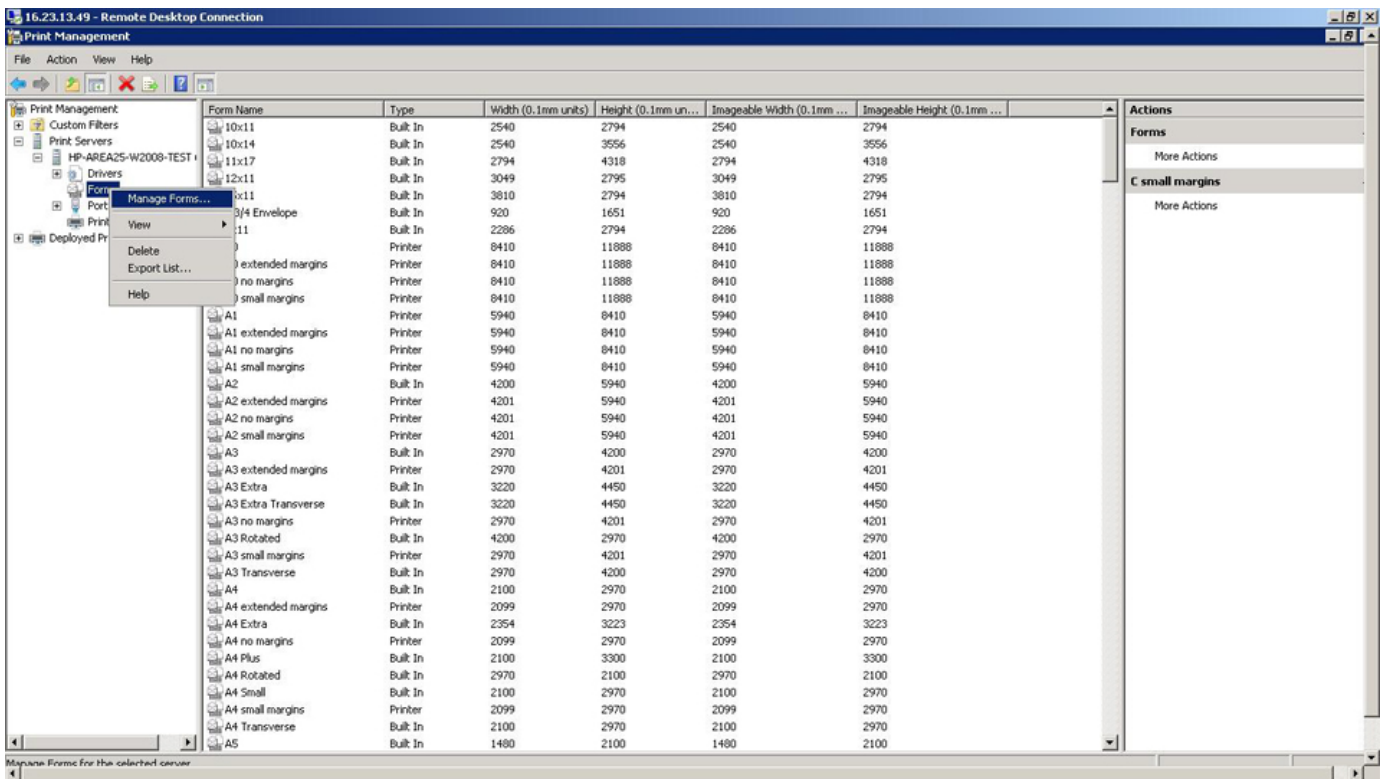 16.23.13.49 - Remote Desktop Connection
Print Management
File Action View Help
Print Management
Custom Filters
Print Servers
HP-AREA25-W2008-TEST
Drivers
Form
Port
Print
Deployed Pr
Manage Forms...
View
Delete
Export List...
Help
Form Name Type Width (0.1mm units) Height (0.1mm un... Imageable Width (0.1mm ... Imageable Height (0.1mm ...
10x11 Built In 2540 2794 2540 2794
10x14 Built In 2540 3556 2540 3556
11x17 Built In 2794 4318 2794 4318
12x11 Built In 3049 2795 3049 2795
x11 Built In 3810 2794 3810 2794
3/4 Envelope Built In 920 1651 920 1651
11 Built In 2286 2794 2286 2794
Printer 8410 11888 8410 11888
extended margins Printer 8410 11888 8410 11888
no margins Printer 8410 11888 8410 11888
small margins Printer 8410 11888 8410 11888
A1 Printer 5940 8410 5940 8410
A1 extended margins Printer 5940 8410 5940 8410
A1 no margins Printer 5940 8410 5940 8410
A1 small margins Printer 5940 8410 5940 8410
A2 Built In 4200 5940 4200 5940
A2 extended margins Printer 4201 5940 4201 5940
A2 no margins Printer 4201 5940 4201 5940
A2 small margins Printer 4201 5940 4201 5940
A3 Built In 2970 4200 2970 4200
A3 extended margins Printer 2970 4201 2970 4201
A3 Extra Built In 3220 4450 3220 4450
A3 Extra Transverse Built In 3220 4450 3220 4450
A3 no margins Printer 2970 4201 2970 4201
A3 Rotated Built In 4200 2970 4200 2970
A3 small margins Printer 2970 4201 2970 4201
A3 Transverse Built In 2970 4200 2970 4200
A4 Built In 2100 2970 2100 2970
A4 extended margins Printer 2099 2970 2099 2970
A4 Extra Built In 2354 3223 2354 3223
A4 no margins Printer 2099 2970 2099 2970
A4 Plus Built In 2100 3300 2100 3300
A4 Rotated Built In 2970 2100 2970 2100
A4 Small Built In 2100 2970 2100 2970
A4 small margins Printer 2099 2970 2099 2970
A4 Transverse Built In 2100 2970 2100 2970
A5 Built In 1480 2100 1480 2100
Actions
Forms
More Actions
C small margins
More Actions
Manage Forms for the selected server